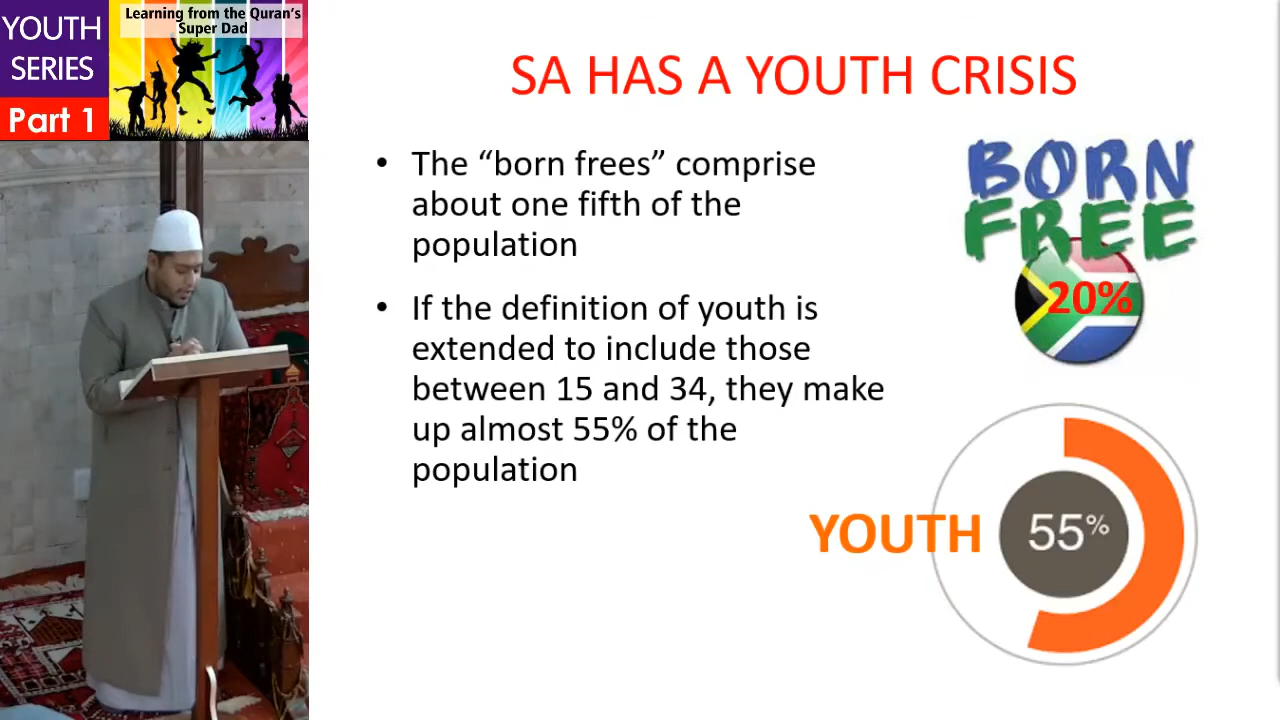 YOUTH
SERIES
Part 1
Learning from the Quran's
Super Dad
SA HAS A YOUTH CRISIS
• The “born frees” comprise
about one fifth of the
population
• If the definition of youth is
extended to include those
between 15 and 34, they make
up almost 55% of the
population
BORN
FREE
20%
YOUTH
55%